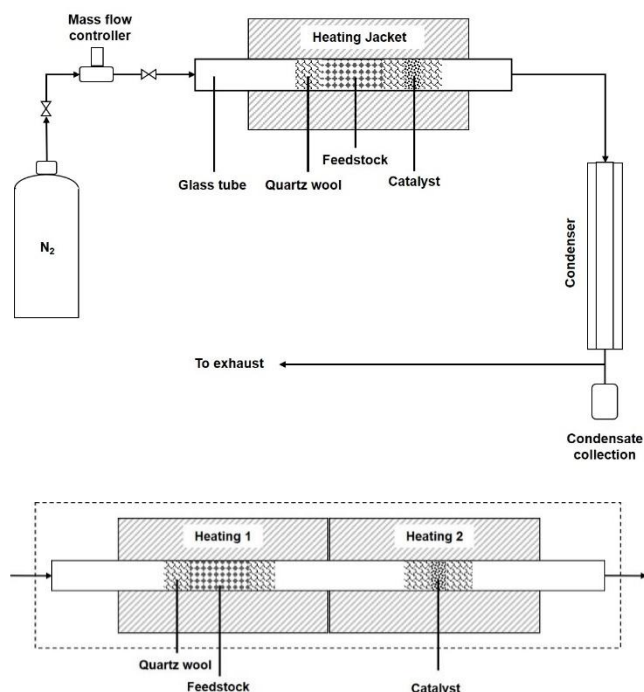 Mass flow
controller
Heating Jacket
Feedstock
Glass tube
Quartz wool
Catalyst
N₂
Condenser
To exhaust
Condensate
collection
Heating 1
Heating 2
Quartz wool
Feedstock
Catalyst